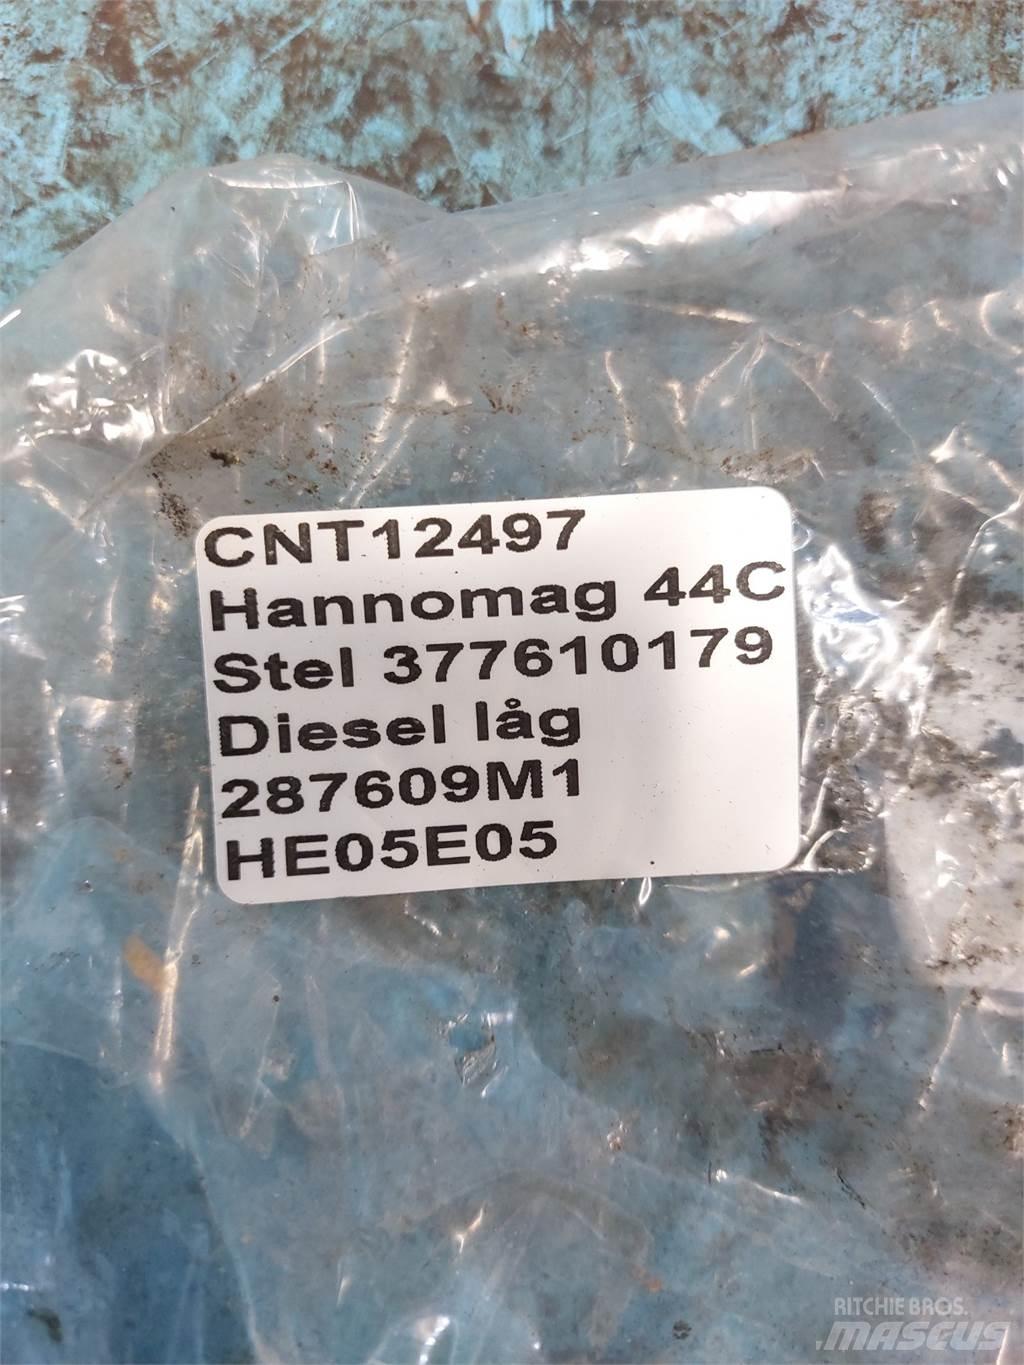 CNT12497
Hannomag 44C
Stel 377610179
Diesel låg
287609M1
HE05E05
RITCHIE BROS.
MASCUS